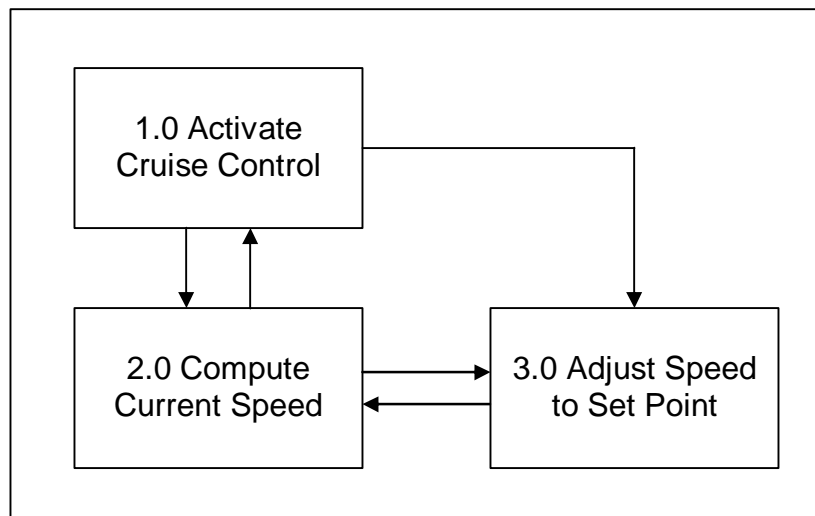 1.0 Activate
Cruise Control
2.0 Compute
Current Speed
3.0 Adjust Speed
to Set Point